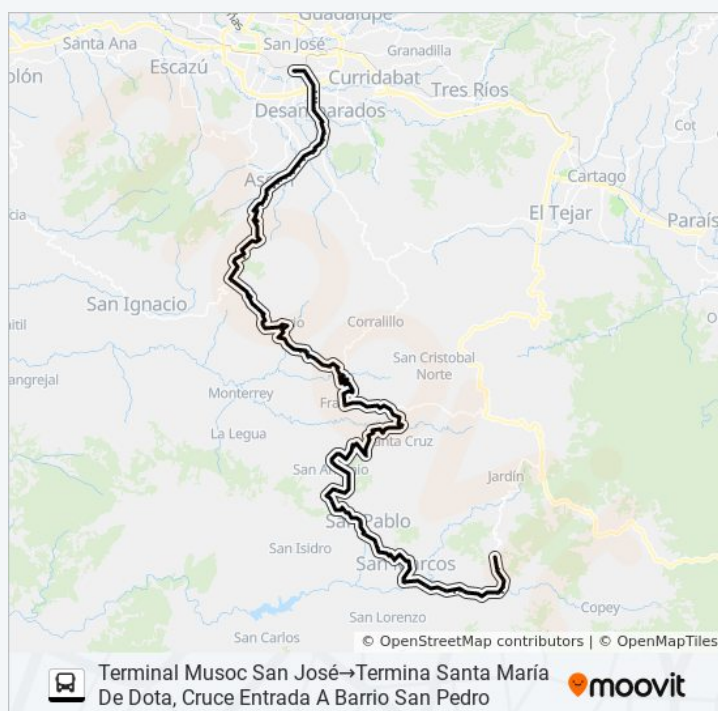 Guadalupe
Santa Ana
San José
Granadilla
Escazú
Curridabat
Tres Ríos
Desamparados
Cot
Cartago
El Tejar
Paraís
San Ignacio
Corralillo
San Cristobal
Norte
angrejal
Monterrey
La Legua
Jardín
San Pablo
San Isidro
San Marcos
Copey
San Lorenzo
San Carlos
© OpenStreetMap contributors | © OpenMapTiles
Terminal Musoc San José→Termina Santa María
De Dota, Cruce Entrada A Barrio San Pedro
moovit